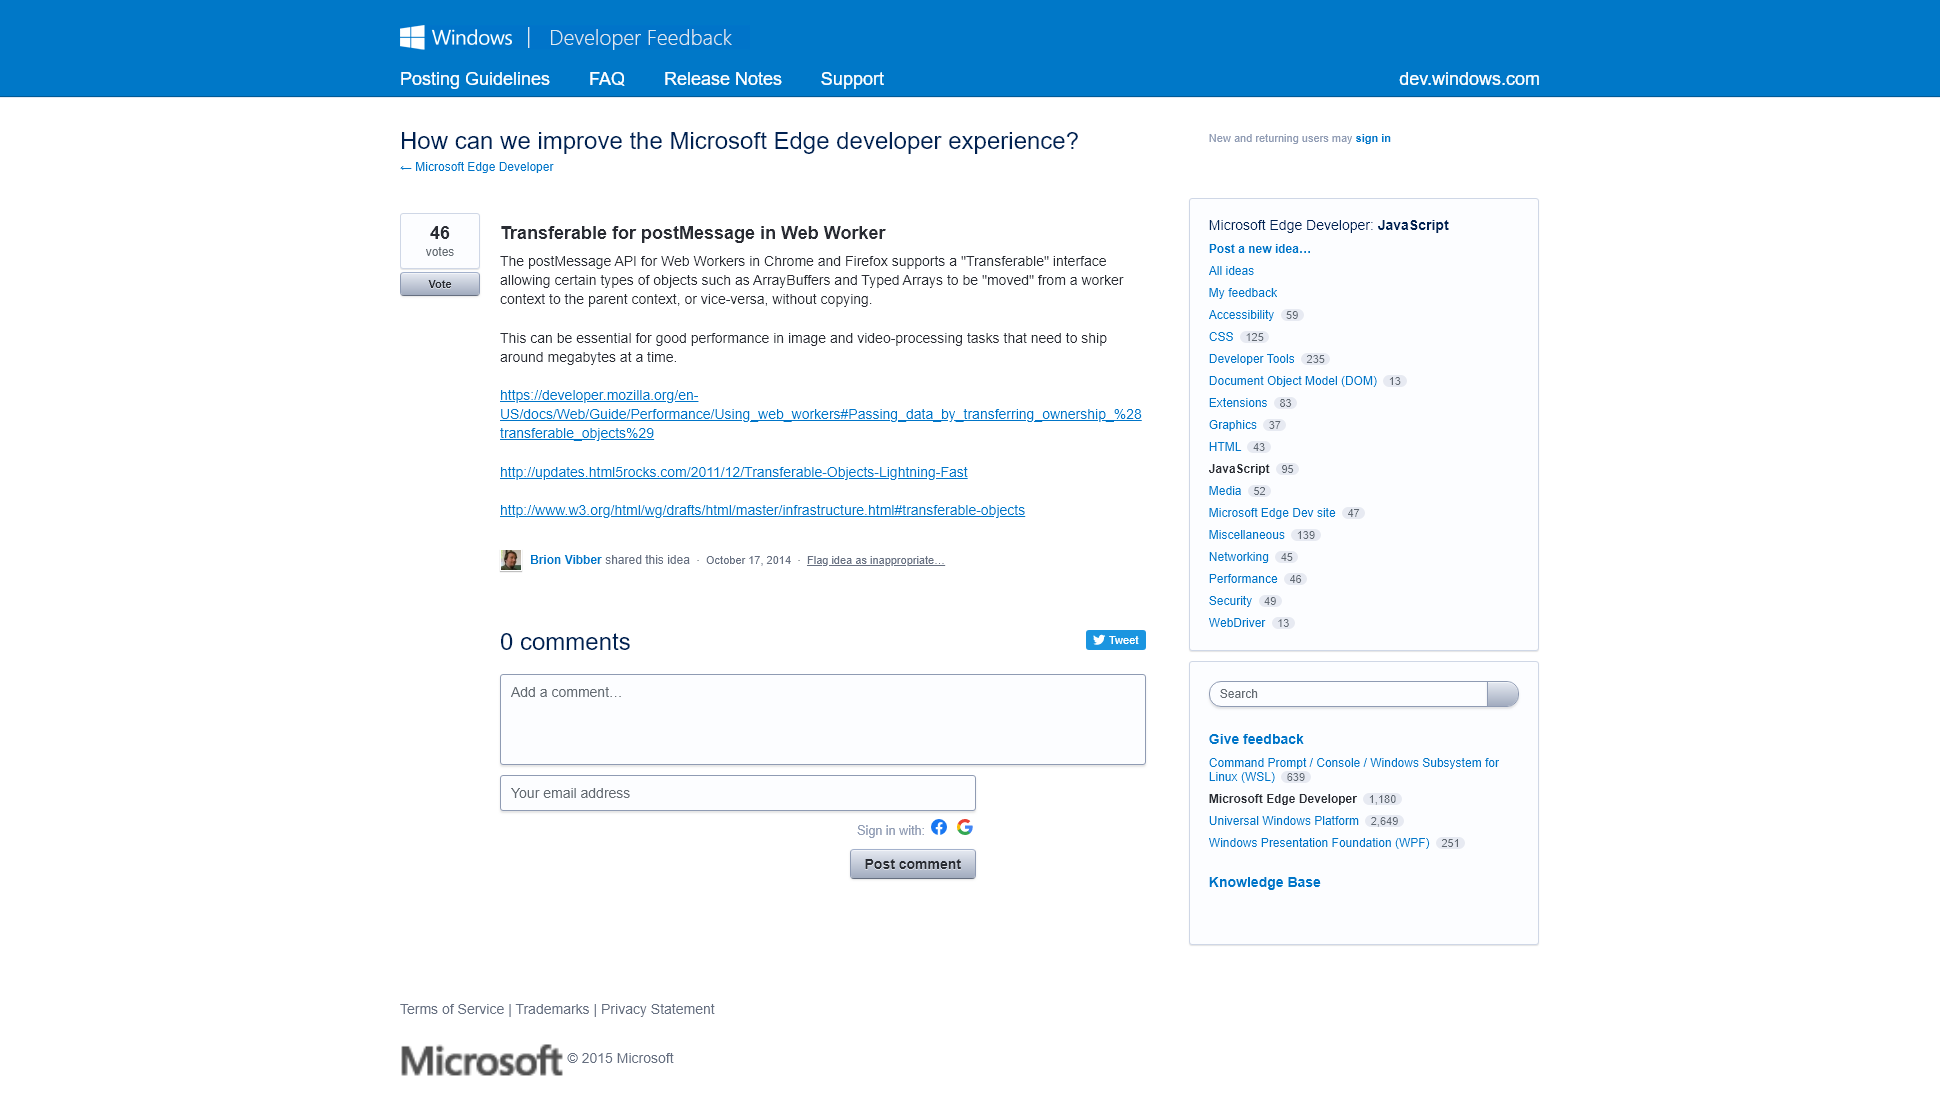 Windows | Developer Feedback
Posting Guidelines FAQ Release Notes Support dev.windows.com
How can we improve the Microsoft Edge developer experience?
← Microsoft Edge Developer
New and returning users may sign in
46
votes
Vote
Transferable for postMessage in Web Worker
The postMessage API for Web Workers in Chrome and Firefox supports a "Transferable" interface
allowing certain types of objects such as ArrayBuffers and Typed Arrays to be "moved" from a worker
context to the parent context, or vice-versa, without copying.
This can be essential for good performance in image and video-processing tasks that need to ship
around megabytes at a time.
https://developer.mozilla.org/en-
US/docs/Web/Guide/Performance/Using_web_workers#Passing_data_by_transferring_ownership_%28
transferable_objects%29
http://updates.html5rocks.com/2011/12/Transferable-Objects-Lightning-Fast
http://www.w3.org/html/wg/drafts/html/master/infrastructure.html#transferable-objects
Brion Vibber shared this idea · October 17, 2014 · Flag idea as inappropriate…
0 comments
Tweet
Add a comment…
Your email address
Sign in with:
Post comment
Microsoft Edge Developer: JavaScript
Post a new idea…
All ideas
My feedback
Accessibility 59
CSS 125
Developer Tools 235
Document Object Model (DOM) 13
Extensions 83
Graphics 37
HTML 43
JavaScript 95
Media 52
Microsoft Edge Dev site 47
Miscellaneous 139
Networking 45
Performance 46
Security 49
WebDriver 13
Search
Give feedback
Command Prompt / Console / Windows Subsystem for
Linux (WSL) 639
Microsoft Edge Developer 1,180
Universal Windows Platform 2,649
Windows Presentation Foundation (WPF) 251
Knowledge Base
Terms of Service | Trademarks | Privacy Statement
Microsoft © 2015 Microsoft